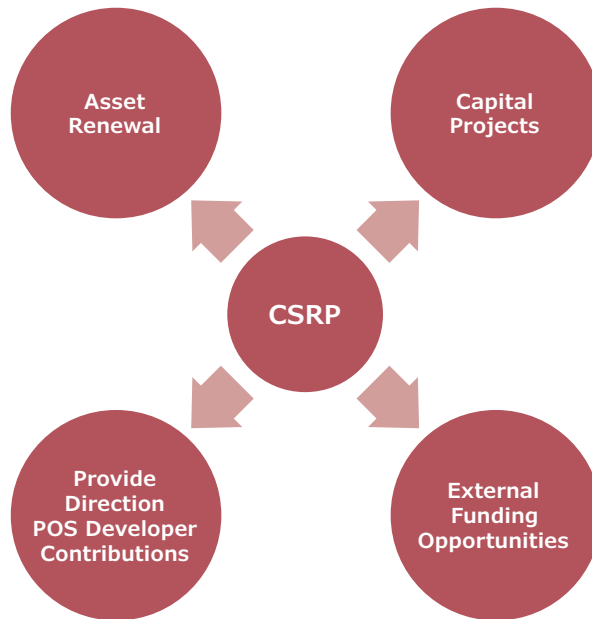 Asset
Renewal
Capital
Projects
CSRP
Provide
Direction
POS Developer
Contributions
External
Funding
Opportunities